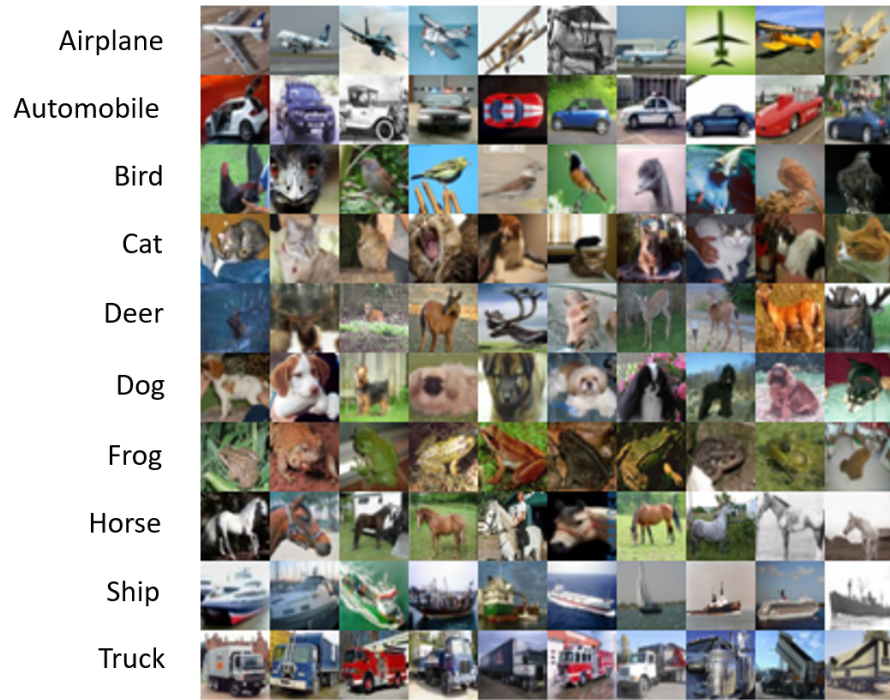 Airplane
Automobile
Bird
Cat
Deer
Dog
Frog
Horse
Ship
Truck